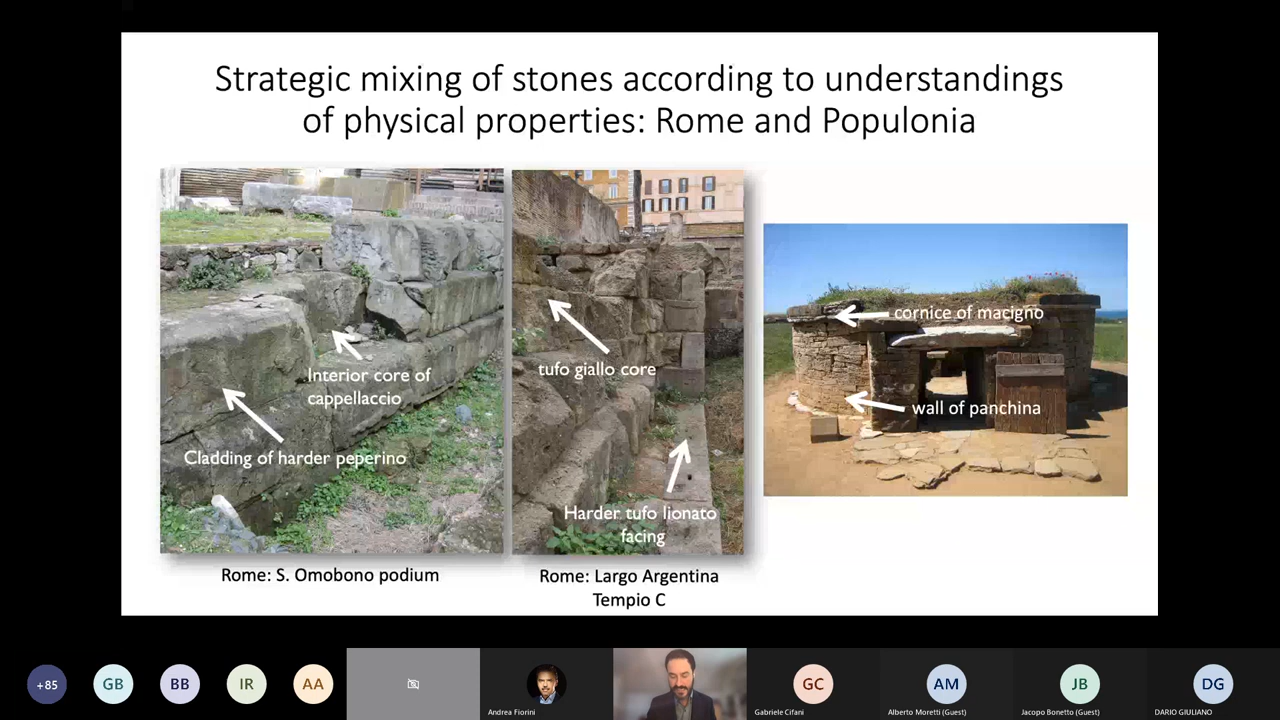 Strategic mixing of stones according to understandings
of physical properties: Rome and Populonia
Interior core of
cappellaccio
Cladding of harder peperino
Rome: S. Omobono podium
tufo giallo core
Harder tufo lionato
facing
Rome: Largo Argentina
Tempio C
cornice of macigno
wall of panchina
+85
GB
BB
IR
AA
Andrea Fiorini
GC
Gabriele Cifani
AM
Alberto Moretti (Guest)
JB
Jacopo Bonetto (Guest)
DG
DARIO GIULIANO